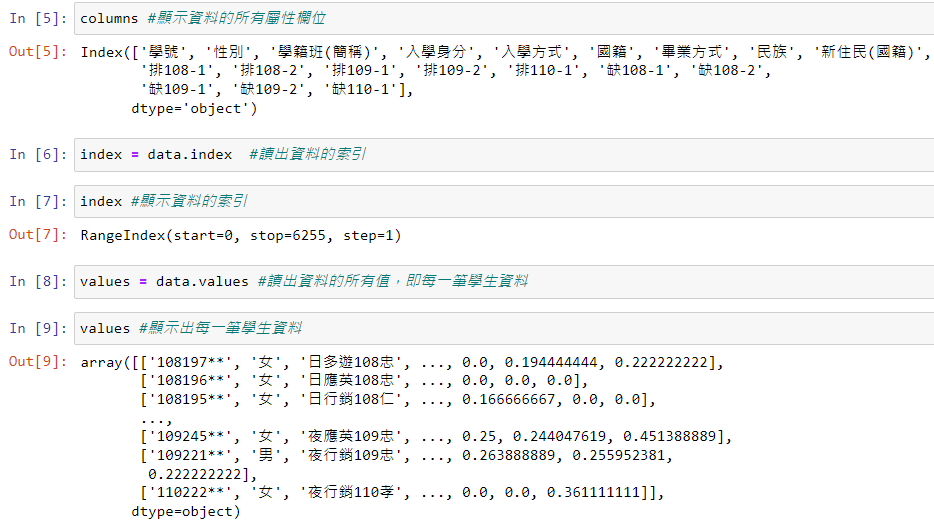 In [5]: columns #顯示資料的所有屬性欄位
Out[5]: Index(['學號', '性別', '學籍班(簡稱)', '入學身分', '入學方式', '國籍', '畢業方式', '民族', '新住民(國籍)',
'排108-1', '排108-2', '排109-1', '排109-2', '排110-1', '缺108-1', '缺108-2',
'缺109-1', '缺109-2', '缺110-1'],
dtype='object')
In [6]: index = data.index #讀出資料的索引
In [7]: index #顯示資料的索引
Out[7]: RangeIndex(start=0, stop=6255, step=1)
In [8]: values = data.values #讀出資料的所有值，即每一筆學生資料
In [9]: values #顯示出每一筆學生資料
Out[9]: array([['108197**', '女', '日多遊108忠', ..., 0.0, 0.194444444, 0.222222222],
['108196**', '女', '日應英108忠', ..., 0.0, 0.0, 0.0],
['108195**', '女', '日行銷108仁', ..., 0.166666667, 0.0, 0.0],
...,
['109245**', '女', '夜應英109忠', ..., 0.25, 0.244047619, 0.451388889],
['109221**', '男', '夜行銷109忠', ..., 0.263888889, 0.255952381,
0.222222222],
['110222**', '女', '夜行銷110孝', ..., 0.0, 0.0, 0.361111111]],
dtype=object)